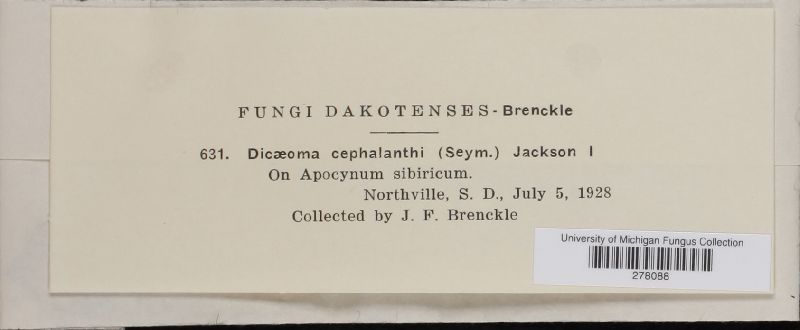 FUNGI DAKOTENSES - Brenckle
631. Dicæoma cephalanthi (Seym.) Jackson I
On Apocynum sibiricum.
Northville, S. D., July 5, 1928
Collected by J. F. Brenckle
University of Michigan Fungus Collection
278086